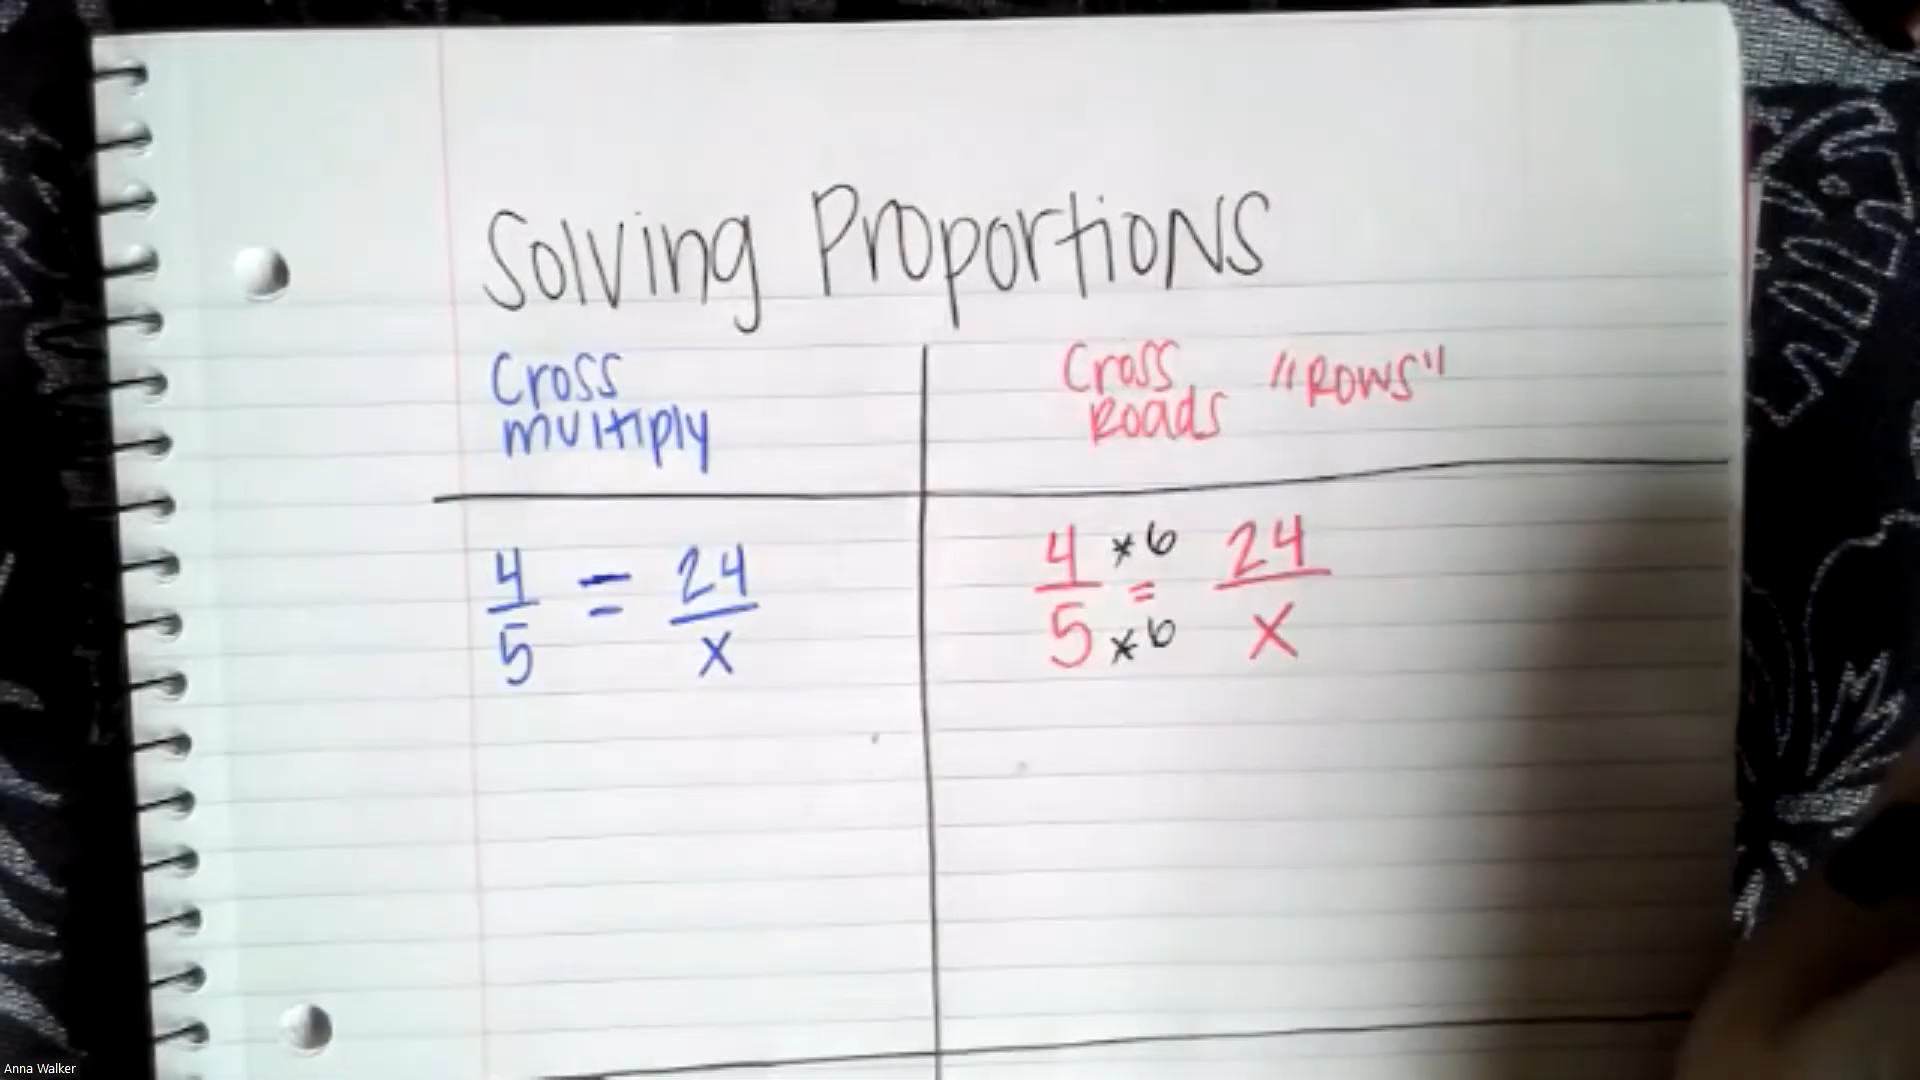 Solving Proportions
Cross
multiply
Cross
Roads
"ROWS"
4 = 24
5 x
4 *6 24
=
5 *6 x
Anna Walker